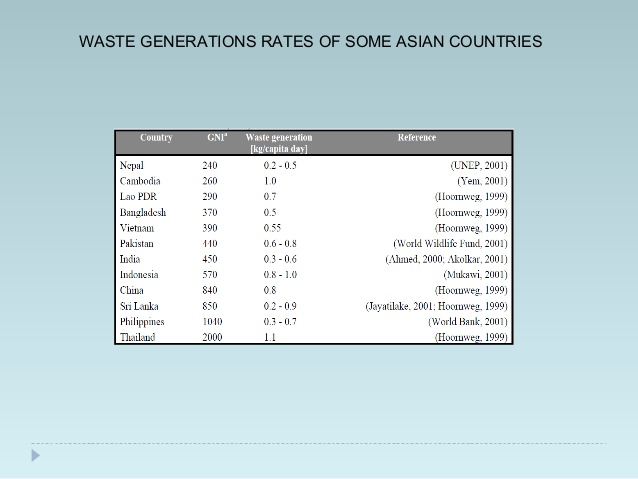 WASTE GENERATIONS RATES OF SOME ASIAN COUNTRIES
Country GNIa Waste generation Reference
[kg/capita day]
Nepal 240 0.2 - 0.5 (UNEP, 2001)
Cambodia 260 1.0 (Yem, 2001)
Lao PDR 290 0.7 (Hoornweg, 1999)
Bangladesh 370 0.5 (Hoornweg, 1999)
Vietnam 390 0.55 (Hoornweg, 1999)
Pakistan 440 0.6 - 0.8 (World Wildlife Fund, 2001)
India 450 0.3 - 0.6 (Ahmed, 2000; Akolkar, 2001)
Indonesia 570 0.8 - 1.0 (Mukawi, 2001)
China 840 0.8 (Hoornweg, 1999)
Sri Lanka 850 0.2 - 0.9 (Jayatilake, 2001; Hoornweg, 1999)
Philippines 1040 0.3 - 0.7 (World Bank, 2001)
Thailand 2000 1.1 (Hoornweg, 1999)